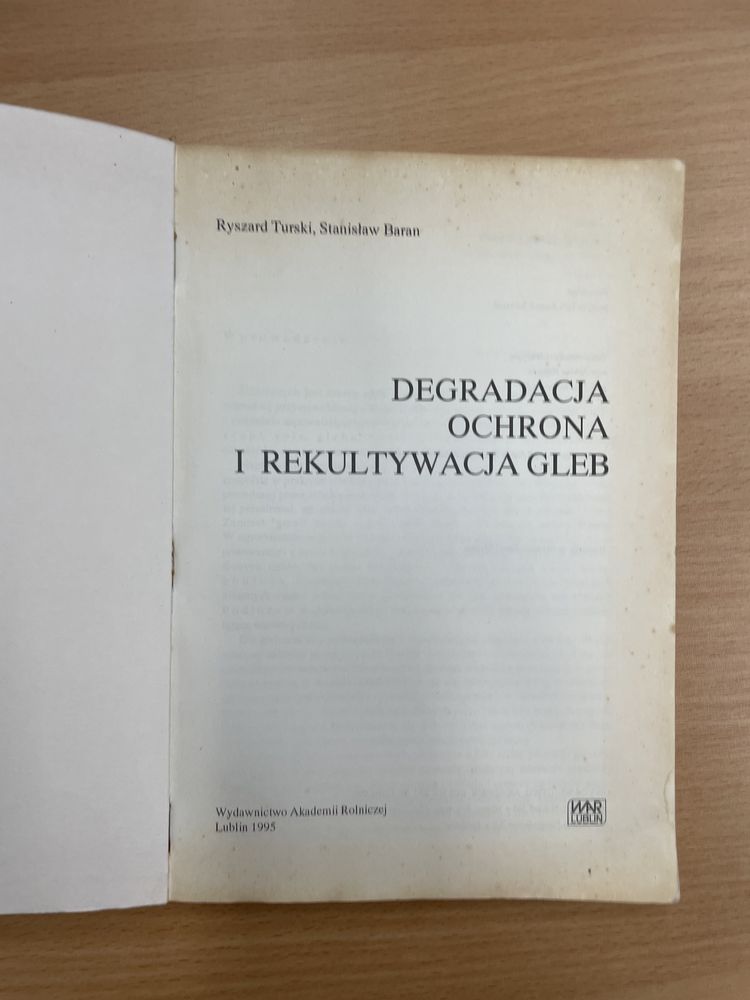 Ryszard Turski, Stanisław Baran
DEGRADACJA
OCHRONA
I REKULTYWACJA GLEB
Wydawnictwo Akademii Rolniczej
Lublin 1995
WAR
LUBLIN